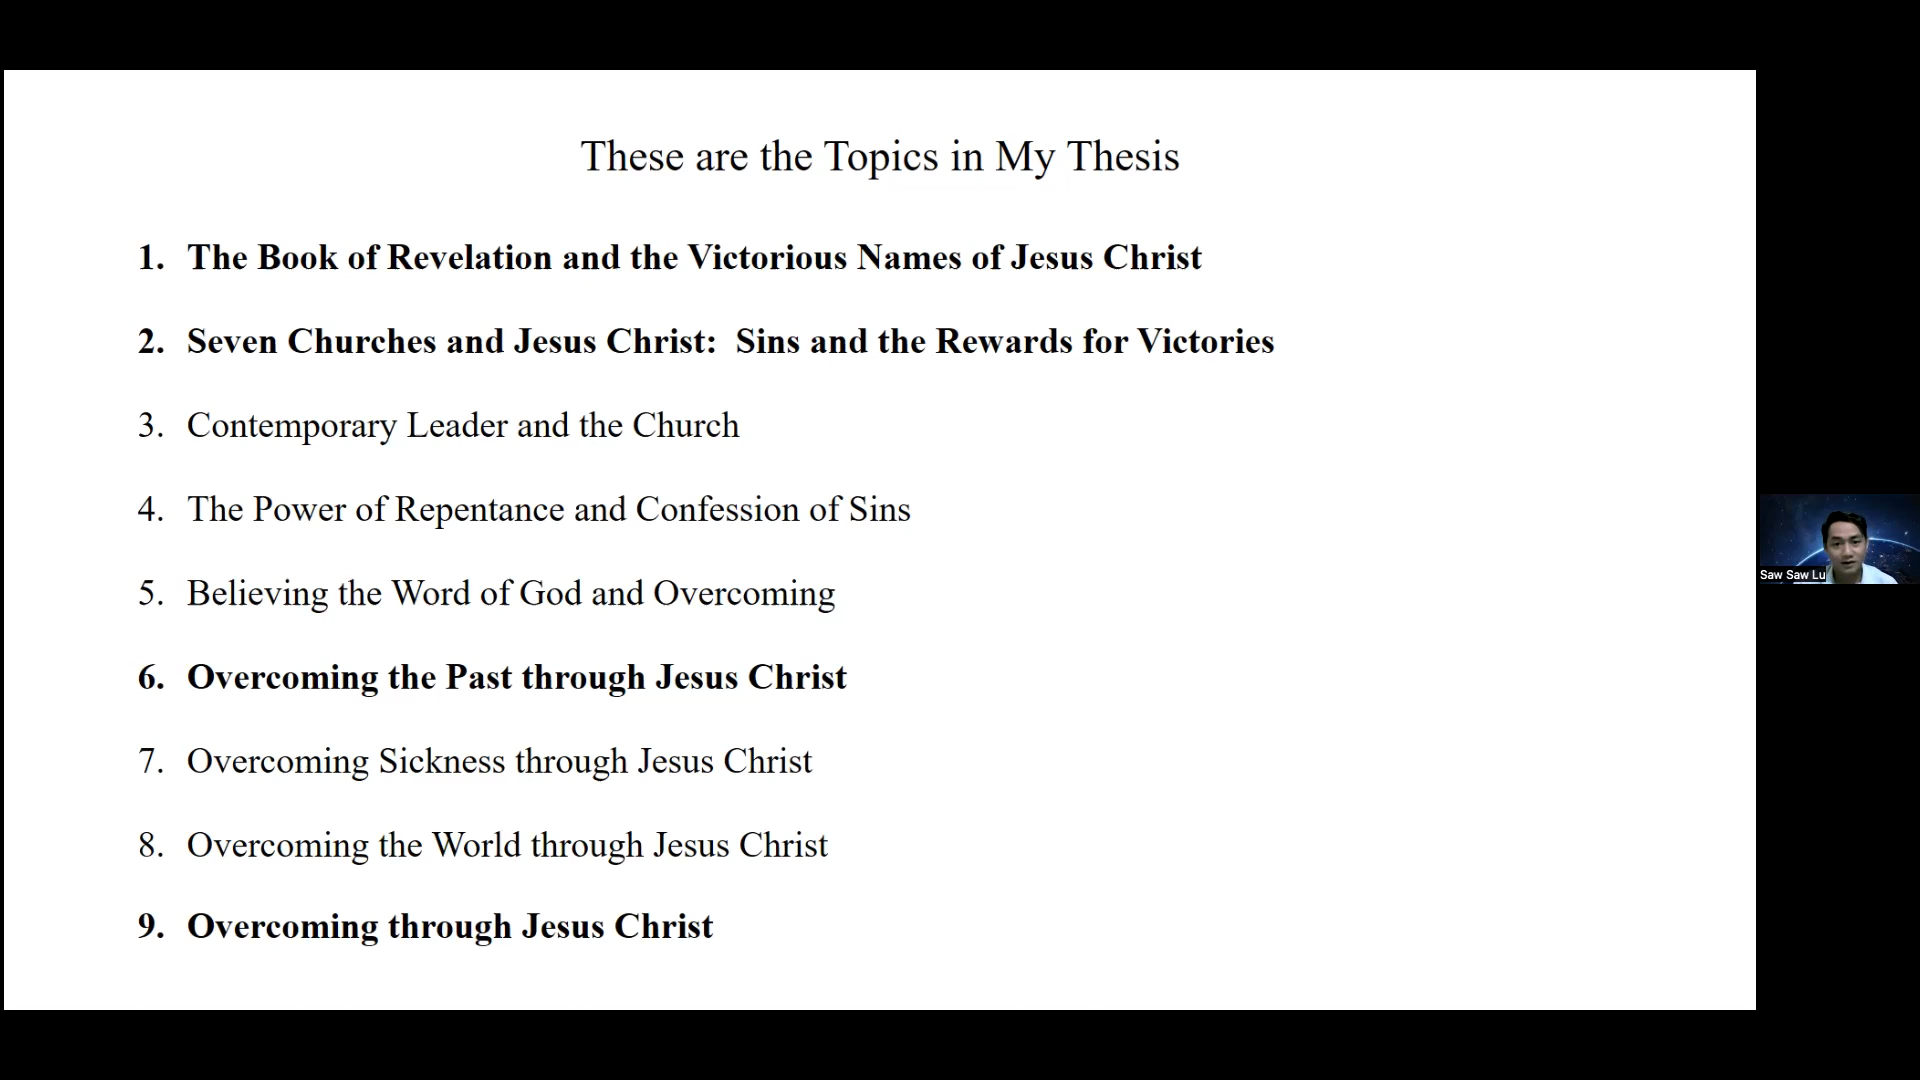 These are the Topics in My Thesis
1. The Book of Revelation and the Victorious Names of Jesus Christ
2. Seven Churches and Jesus Christ:  Sins and the Rewards for Victories
3. Contemporary Leader and the Church
4. The Power of Repentance and Confession of Sins
5. Believing the Word of God and Overcoming
6. Overcoming the Past through Jesus Christ
7. Overcoming Sickness through Jesus Christ
8. Overcoming the World through Jesus Christ
9. Overcoming through Jesus Christ
Saw Saw Lu